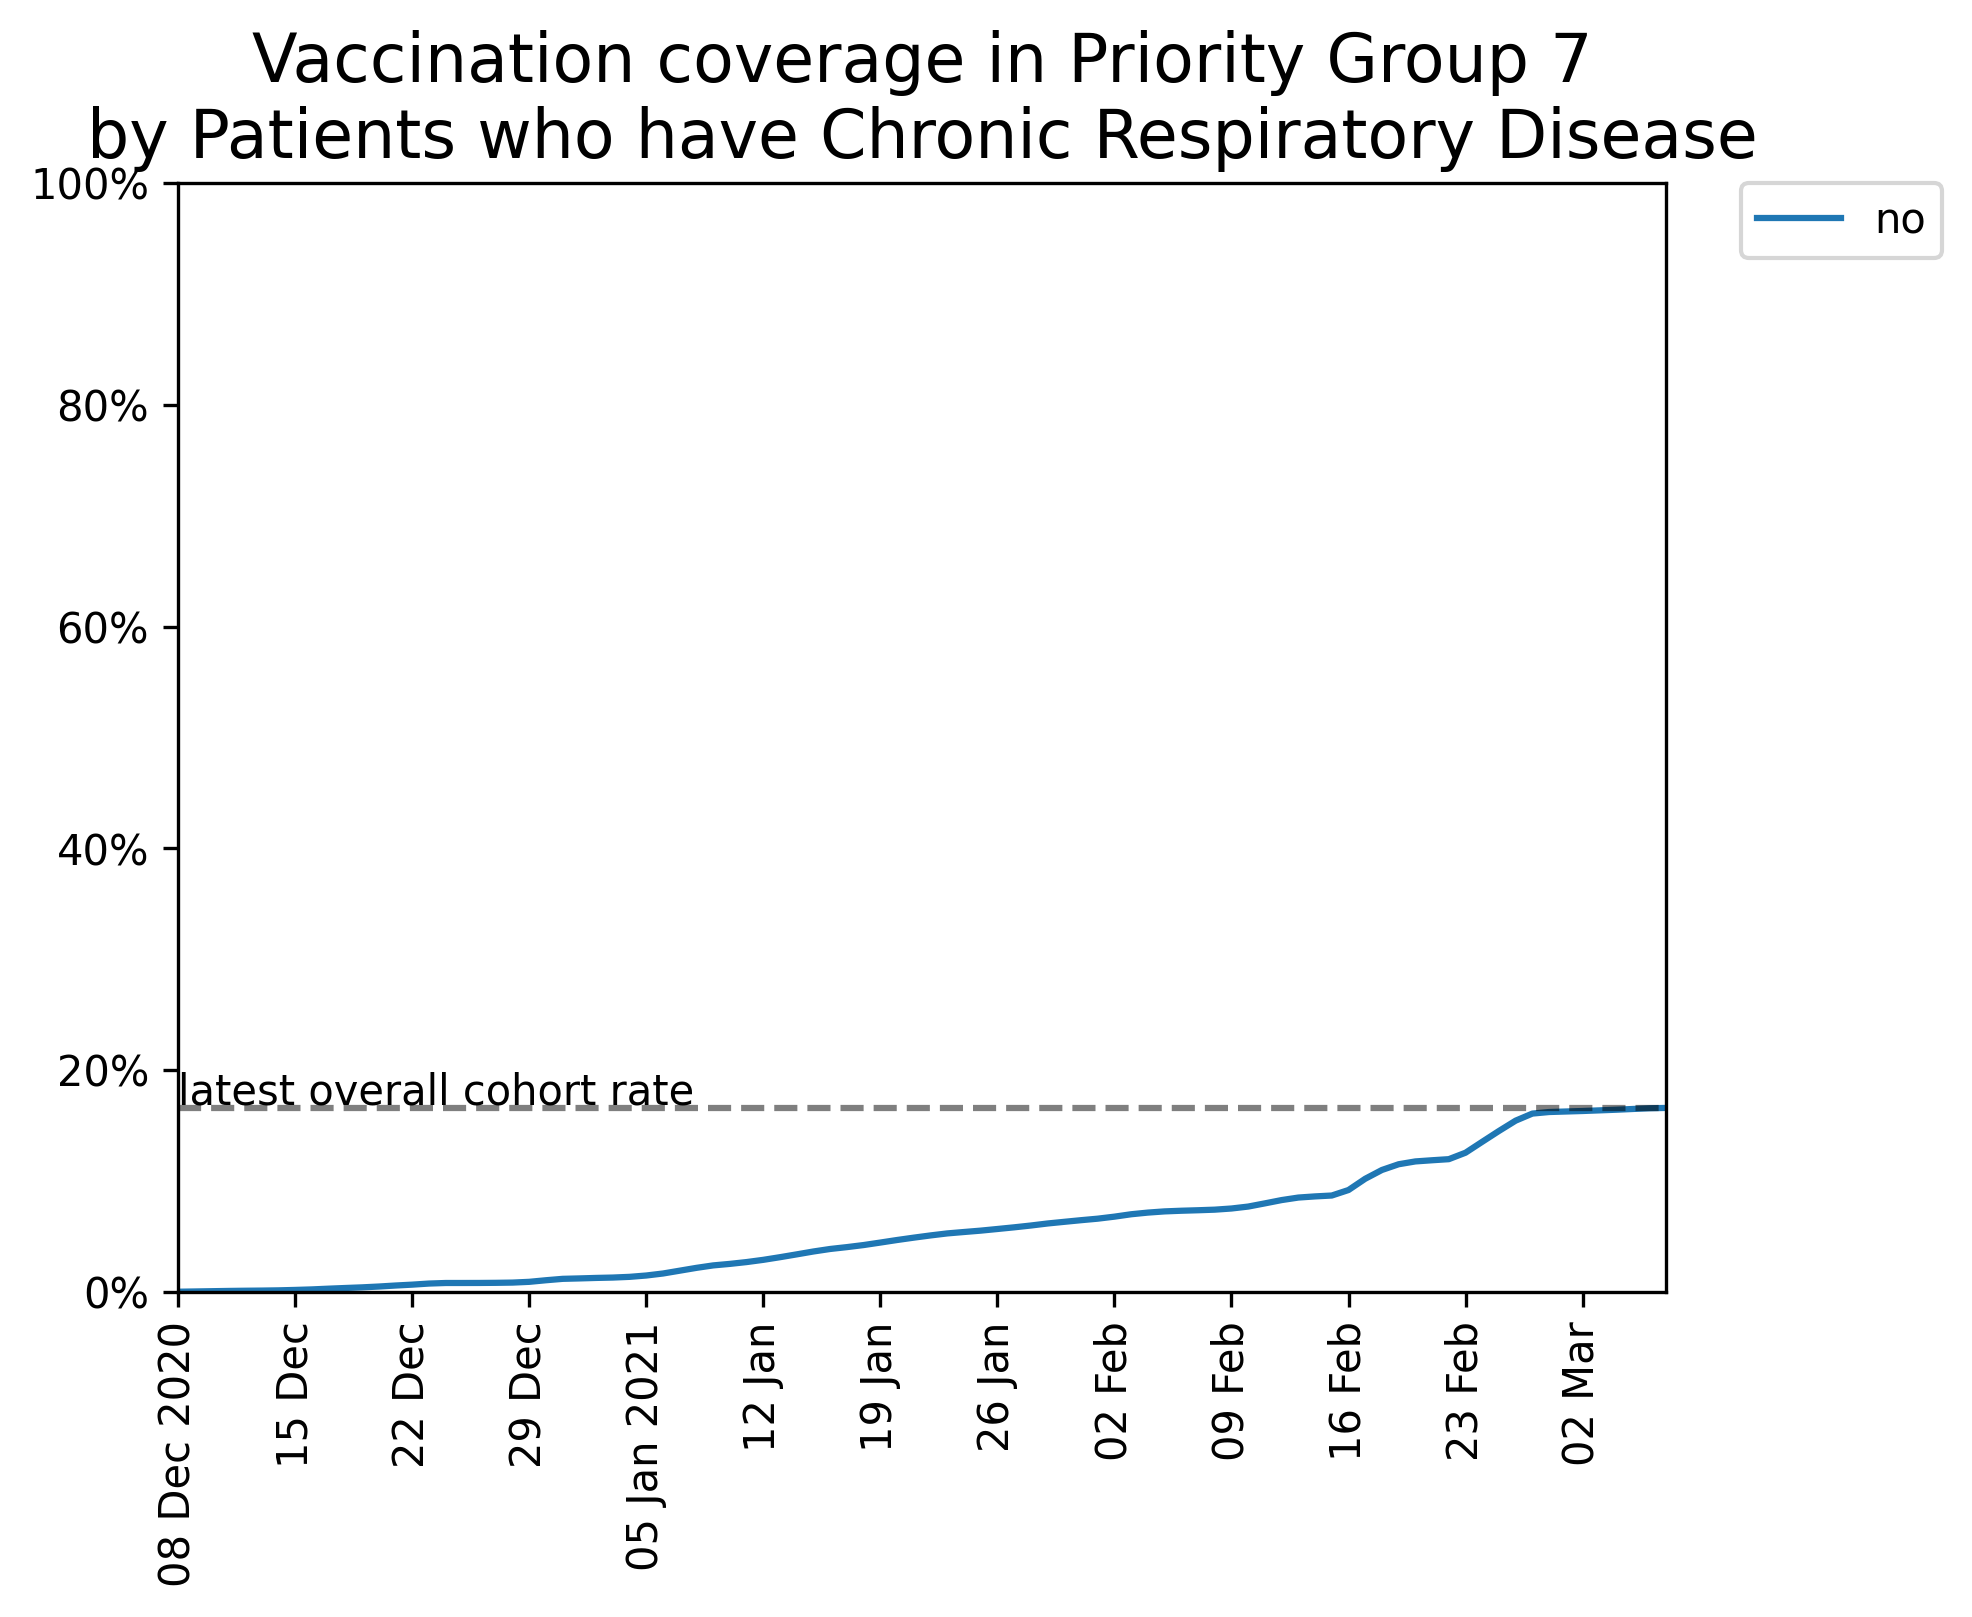 Vaccination coverage in Priority Group 7
by Patients who have Chronic Respiratory Disease
100%
80%
60%
40%
20%
0%
latest overall cohort rate
no
08 Dec 2020
15 Dec
22 Dec
29 Dec
05 Jan 2021
12 Jan
19 Jan
26 Jan
02 Feb
09 Feb
16 Feb
23 Feb
02 Mar